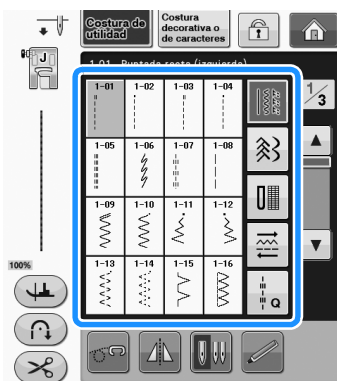 Costura de
utilidad
Costura
decorativa o
de caracteres
J
1-01 Puntada recta (izquierda)
1/3
1-01 1-02 1-03 1-04
1-05 1-06 1-07 1-08
1-09 1-10 1-11 1-12
1-13 1-14 1-15 1-16
Q
100%